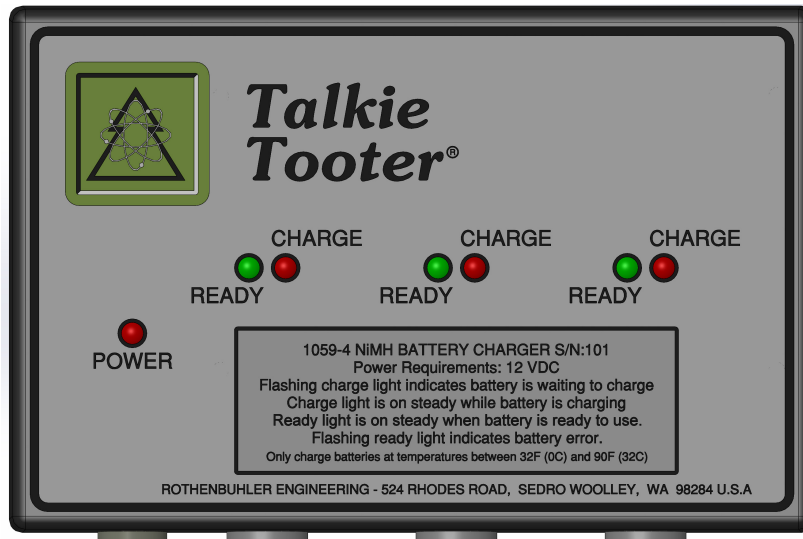 Talkie
Tooter®
CHARGE CHARGE CHARGE
READY READY READY
POWER
1059-4 NiMH BATTERY CHARGER S/N:101
Power Requirements: 12 VDC
Flashing charge light indicates battery is waiting to charge
Charge light is on steady while battery is charging
Ready light is on steady when battery is ready to use.
Flashing ready light indicates battery error.
Only charge batteries at temperatures between 32F (0C) and 90F (32C)
ROTHENBUHLER ENGINEERING - 524 RHODES ROAD, SEDRO WOOLLEY, WA 98284 U.S.A